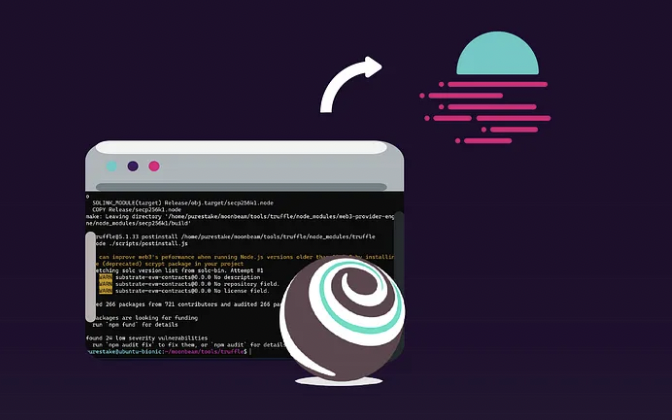 SOLINK_MODULE(target) Release/obj.target/secp256k1.node
COPY Release/secp256k1.node
make: Leaving directory '/home/purestake/moonbeam/tools/truffle/node_modules/web3-provider-eng
ne/node_modules/secp256k1/build'
truffle@5.1.33 postinstall /home/purestake/moonbeam/tools/truffle/node_modules/truffle
node ./scripts/postinstall.js
can improve web3's peformance when running Node.js versions older than by installin
(deprecated) scrypt package in your project
etching solc version list from solc-bin. Attempt #1
substrate-evm-contracts@0.0.0 No description
substrate-evm-contracts@0.0.0 No repository field.
substrate-evm-contracts@0.0.0 No license field.
ed 266 packages from 721 contributors and audited 266 pa
packages are looking for funding
run `npm fund` for details
found 24 low severity vulnerabilities
run `npm audit fix` to fix them, or `npm audit` for details
purestake@ubuntu-bionic:~/moonbeam/tools/truffle$